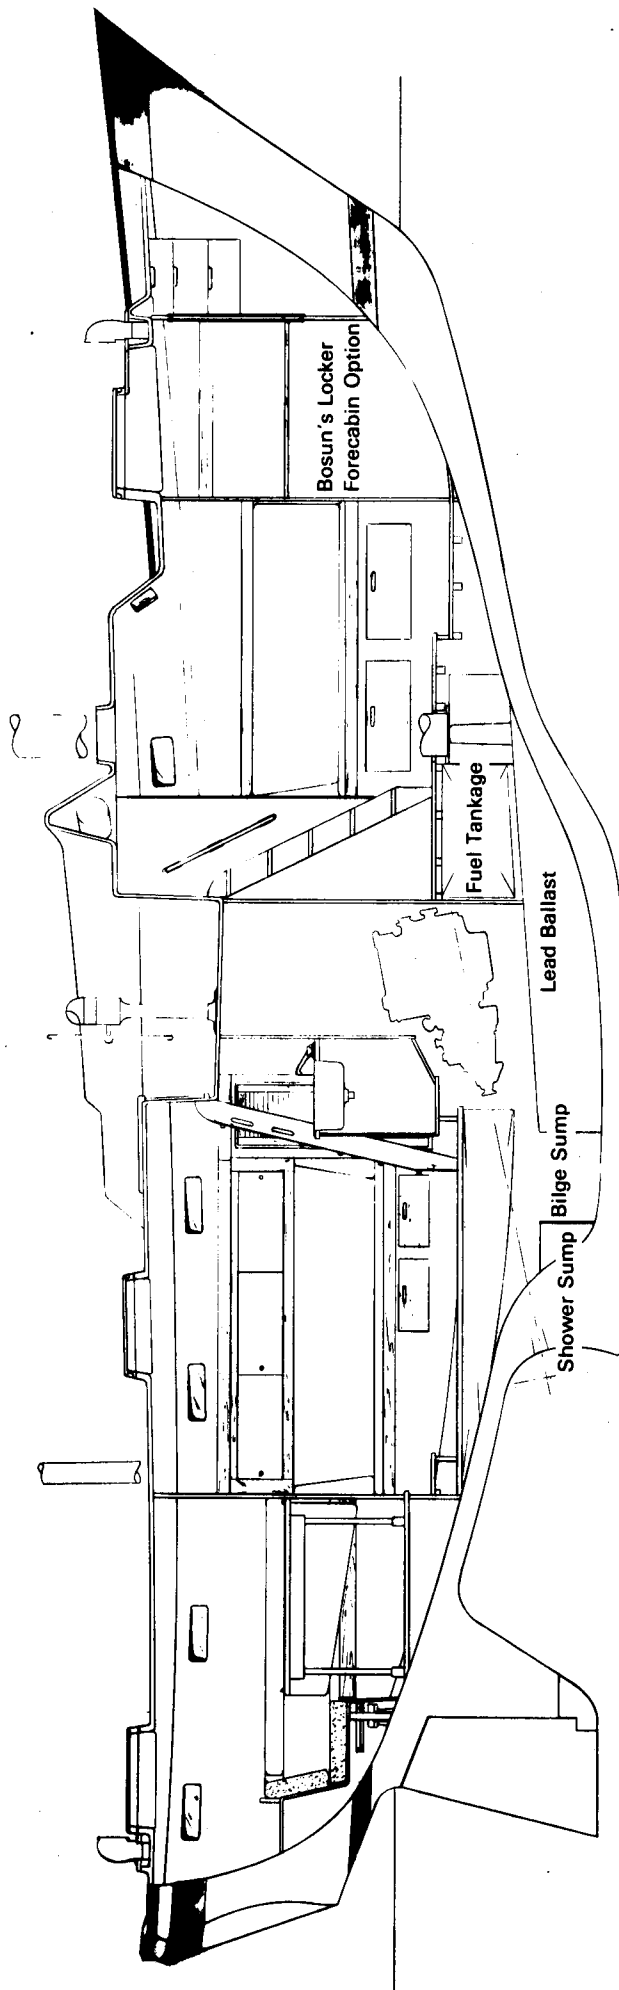 Bosun's Locker
Forecabin Option
Fuel Tankage
Lead Ballast
Bilge Sump
Shower Sump